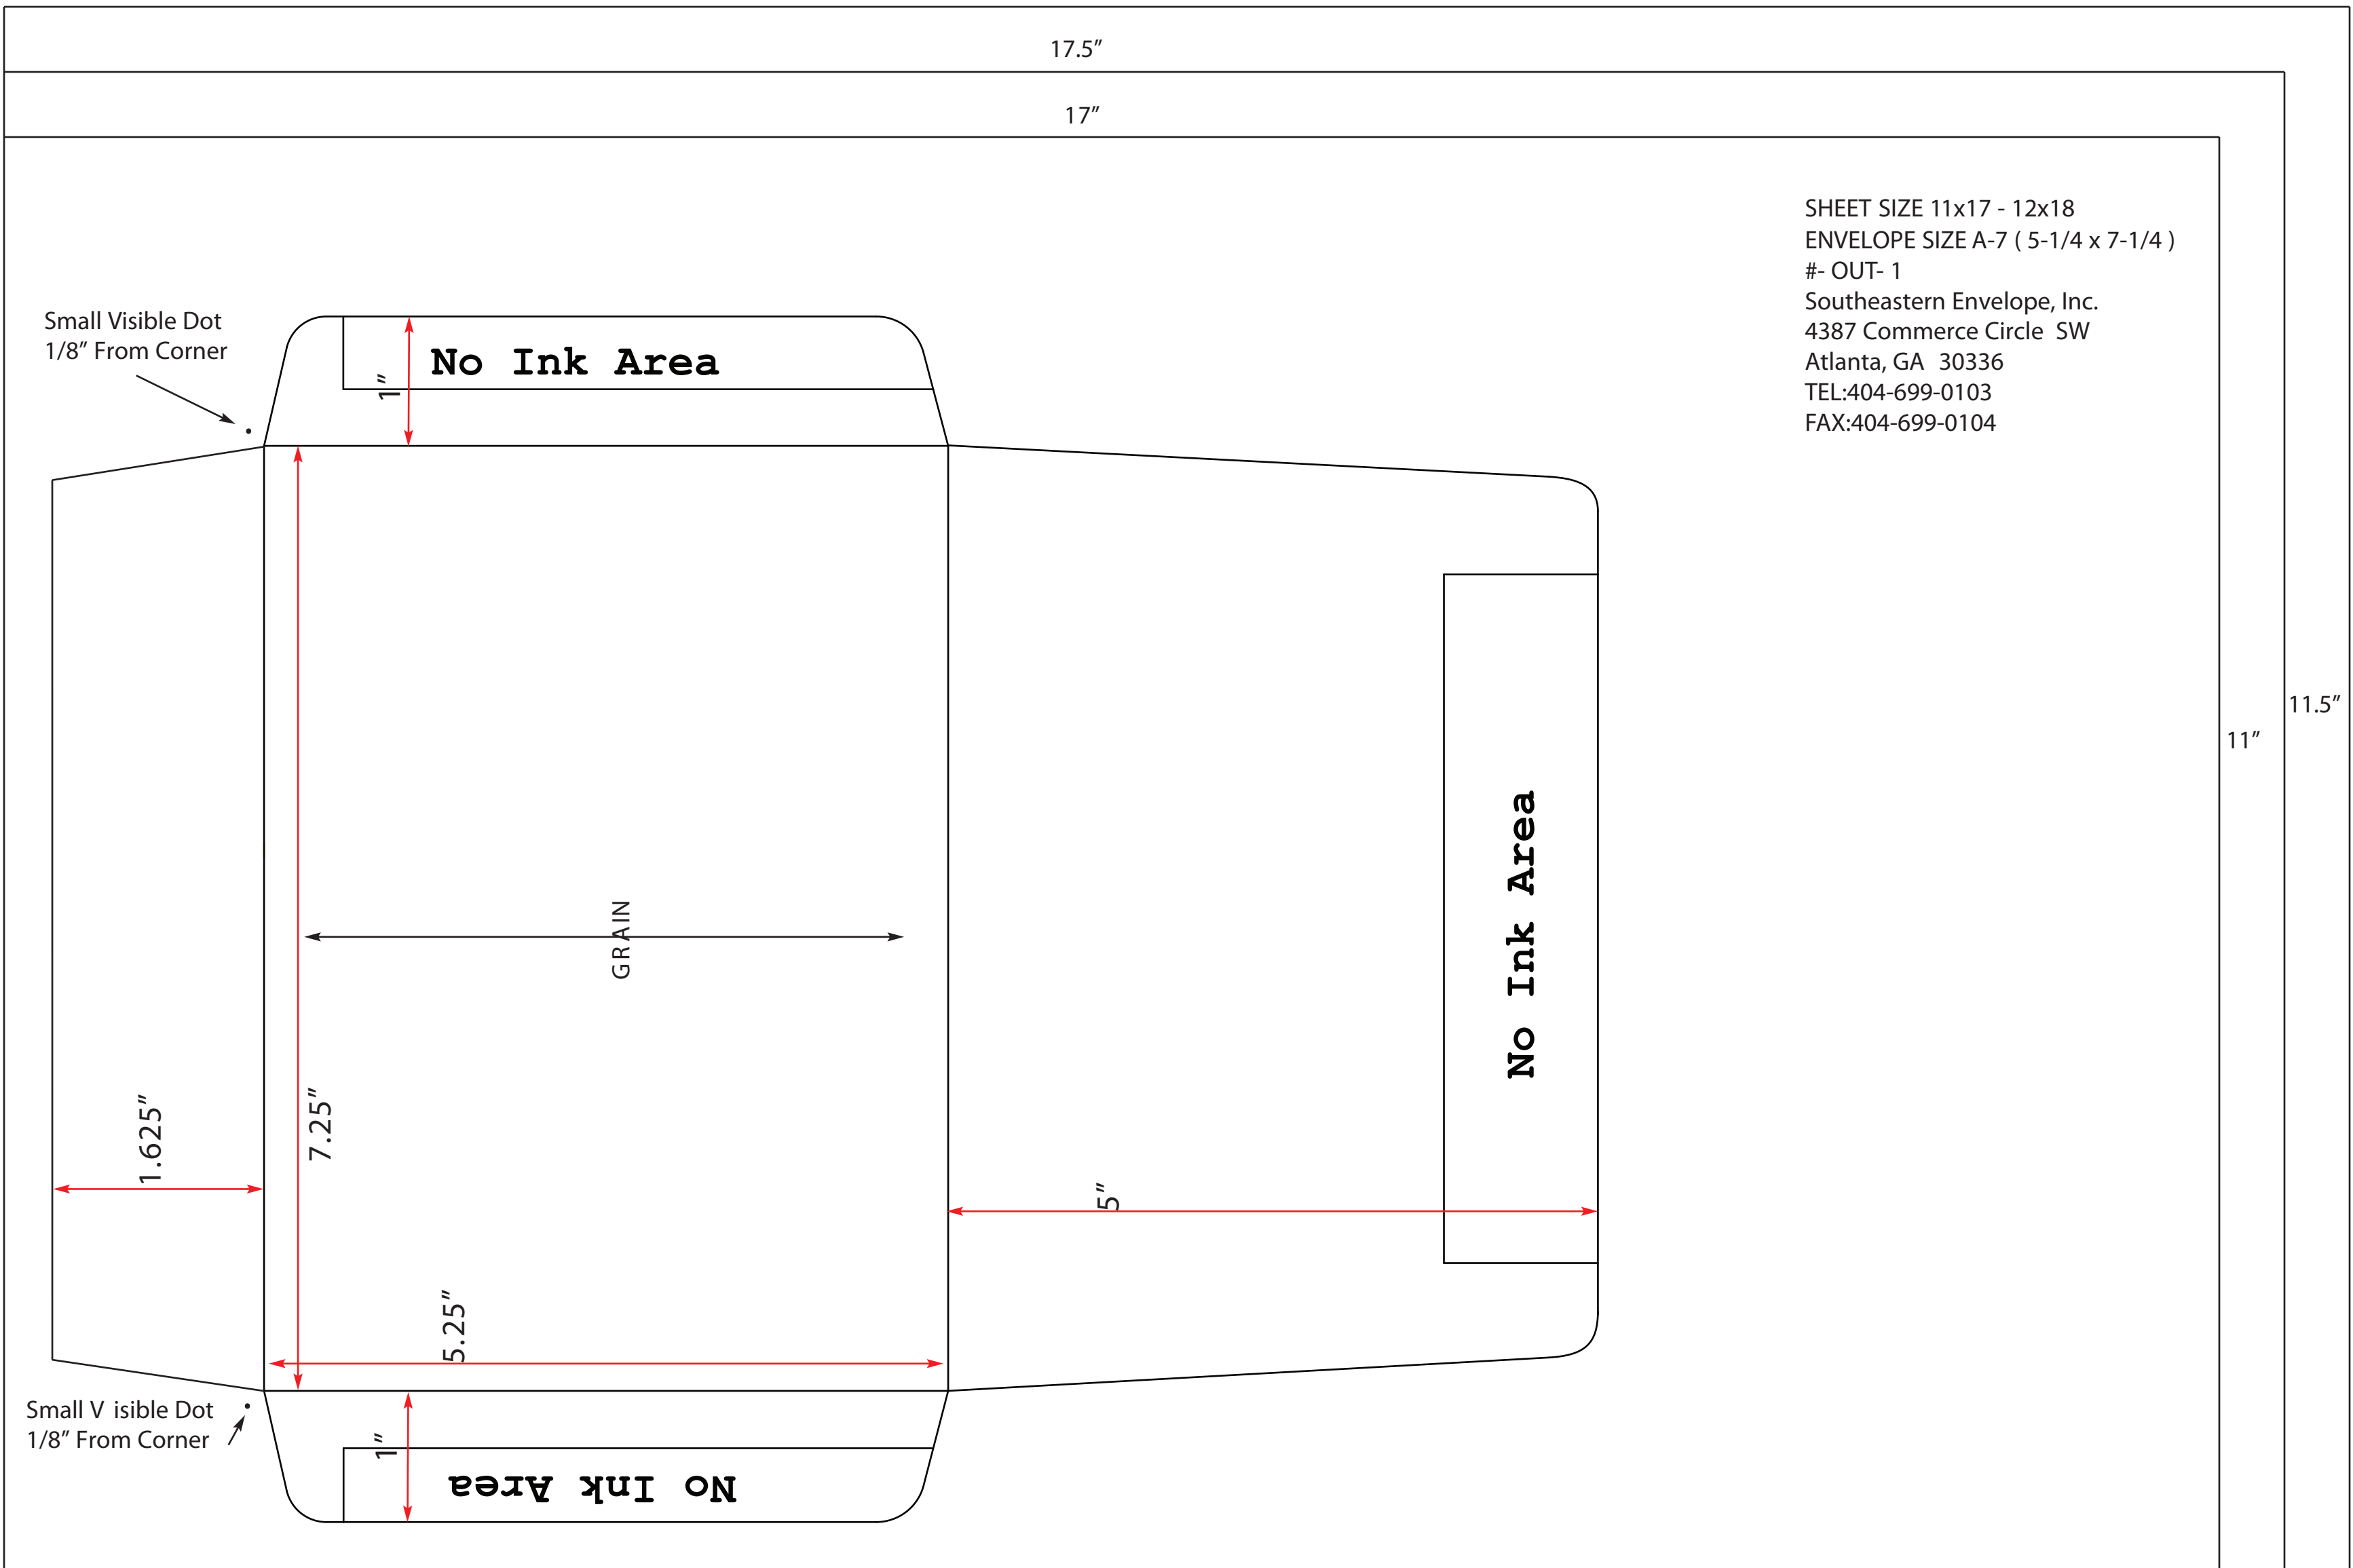 17.5”
17”
SHEET SIZE 11x17 - 12x18
ENVELOPE SIZE A-7 ( 5-1/4 x 7-1/4 )
#- OUT- 1
Southeastern Envelope, Inc.
4387 Commerce Circle SW
Atlanta, GA 30336
TEL:404-699-0103
FAX:404-699-0104
Small Visible Dot
1/8” From Corner
No Ink Area
1”
11.5”
11”
No Ink Area
GRAIN
1.625”
7.25”
5”
5.25”
Small V isible Dot
1/8” From Corner
1”
No Ink Area